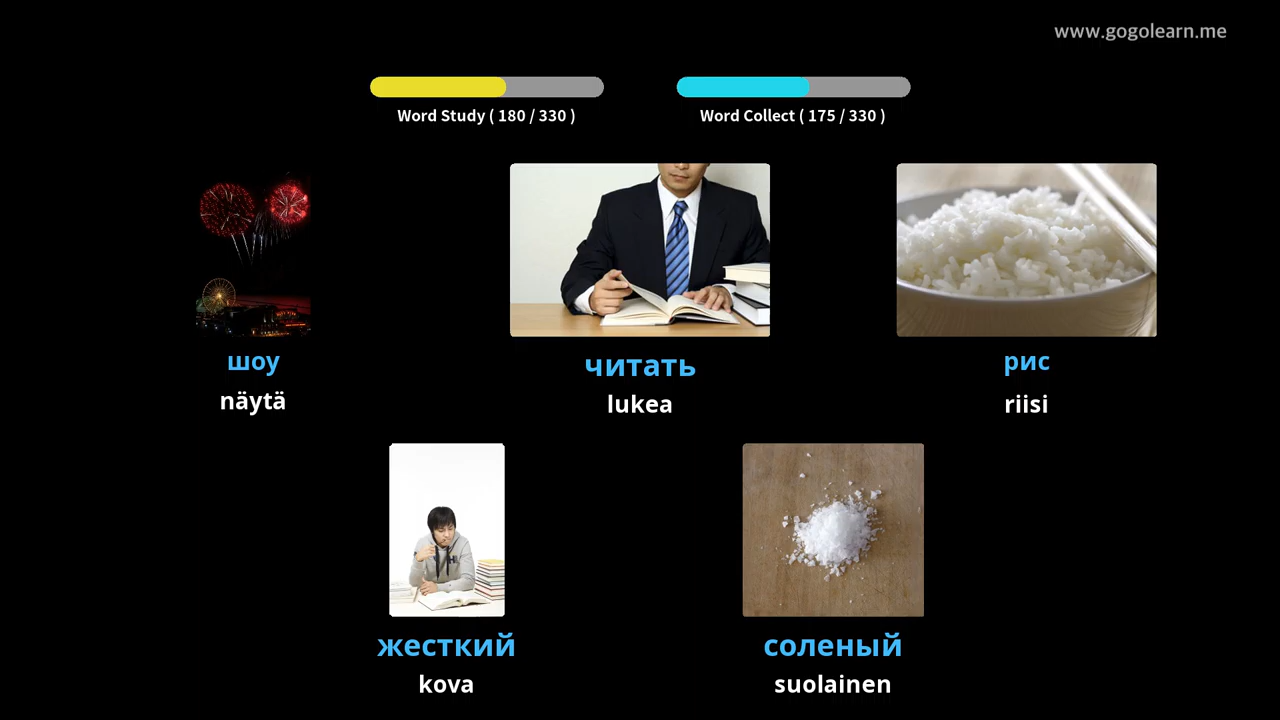 www.gogolearn.me
Word Study ( 180 / 330 )
Word Collect ( 175 / 330 )
шоу
näytä
читать
lukea
рис
riisi
жесткий
kova
соленый
suolainen